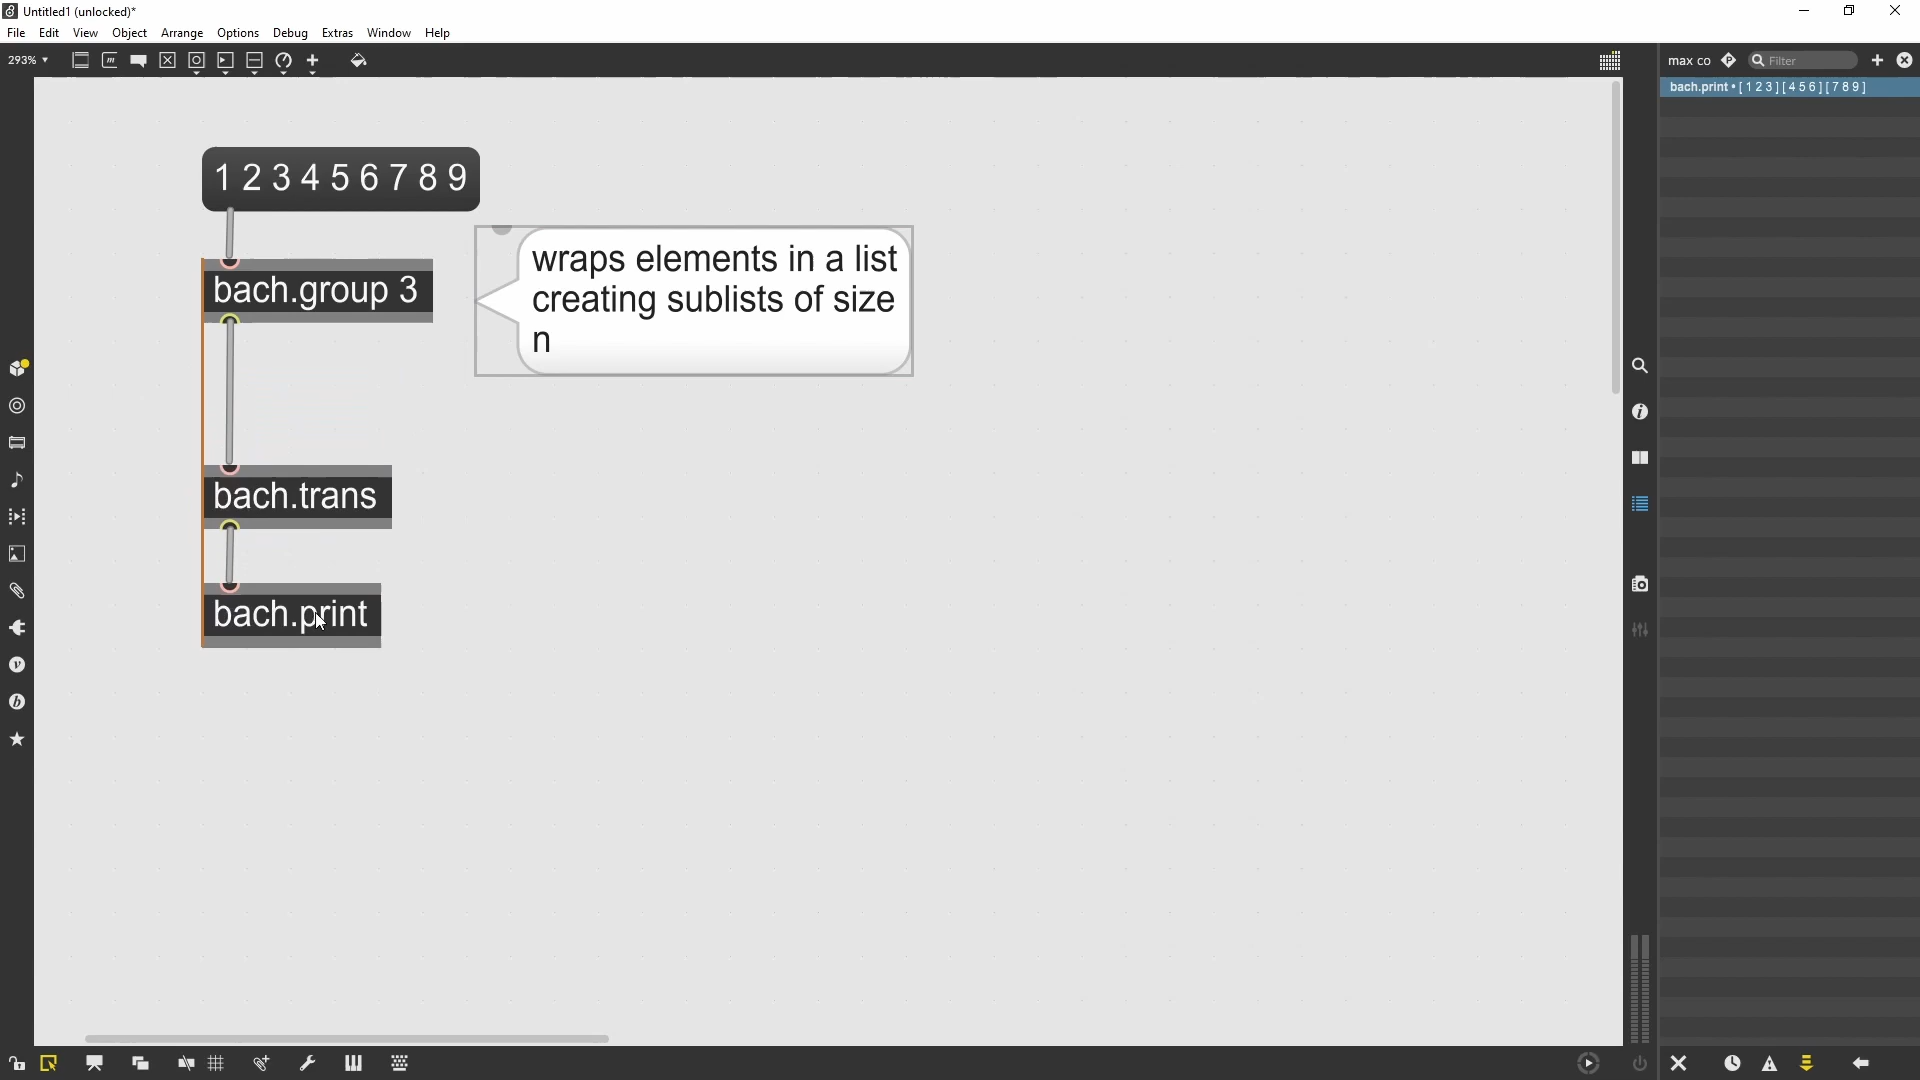 Untitled1 (unlocked)*
File Edit View Object Arrange Options Debug Extras Window Help
293%
max co
Filter
bach.print • [ 1 2 3 ] [ 4 5 6 ] [ 7 8 9 ]
1 2 3 4 5 6 7 8 9
wraps elements in a list
creating sublists of size
n
bach.group 3
bach.trans
bach.print